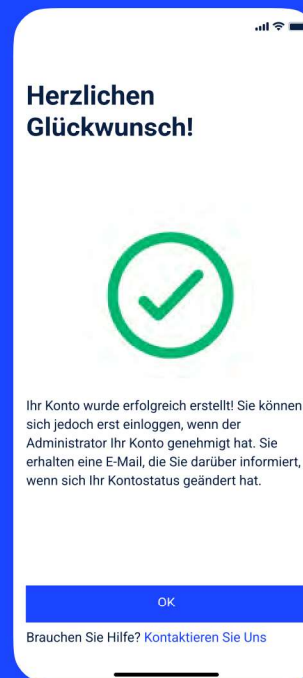 Herzlichen
Glückwunsch!
Ihr Konto wurde erfolgreich erstellt! Sie können
sich jedoch erst einloggen, wenn der
Administrator Ihr Konto genehmigt hat. Sie
erhalten eine E-Mail, die Sie darüber informiert,
wenn sich Ihr Kontostatus geändert hat.
OK
Brauchen Sie Hilfe? Kontaktieren Sie Uns